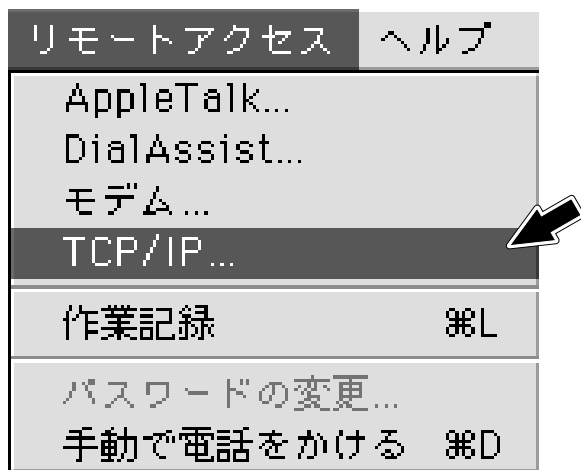 リモートアクセス ヘルプ
AppleTalk...
DialAssist...
モデム...
TCP/IP...
作業記録 ⌘L
パスワードの変更...
手動で電話をかける ⌘D